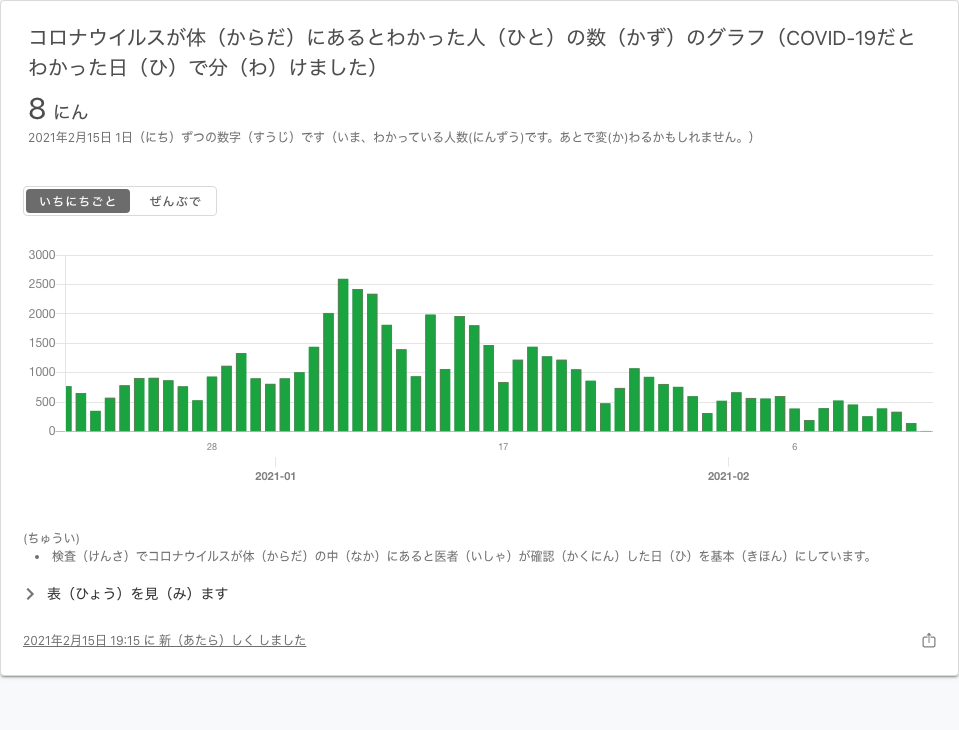 コロナウイルスが体（からだ）にあるとわかった人（ひと）の数（かず）のグラフ（COVID-19だと
わかった日（ひ）で分（わ）けました）
8 にん
2021年2月15日 1日（にち）ずつの数字（すうじ）です（いま、わかっている人数(にんずう)です。あとで変(か)わるかもしれません。）
いちにちごと ぜんぶで
3000
2500
2000
1500
1000
500
0
28 17 6
2021-01 2021-02
(ちゅうい)
• 検査（けんさ）でコロナウイルスが体（からだ）の中（なか）にあると医者（いしゃ）が確認（かくにん）した日（ひ）を基本（きほん）にしています。
表（ひょう）を見（み）ます
2021年2月15日 19:15 に 新（あたら）しく しました